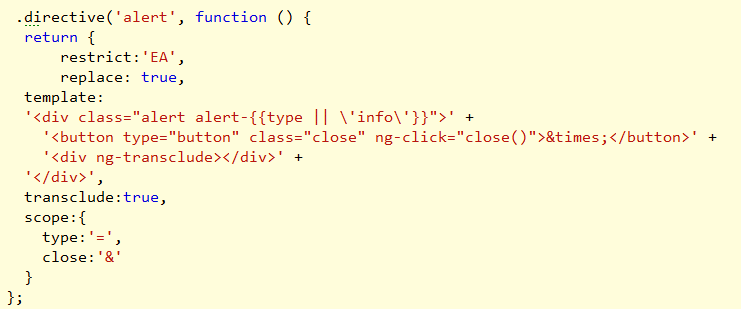 .directive('alert', function () {
return {
restrict:'EA',
replace: true,
template:
'<div class="alert alert-{{type || \'info\'}}">' +
'<button type="button" class="close" ng-click="close()">&times;</button>' +
'<div ng-transclude></div>' +
'</div>',
transclude:true,
scope:{
type:'=',
close:'&'
}
};